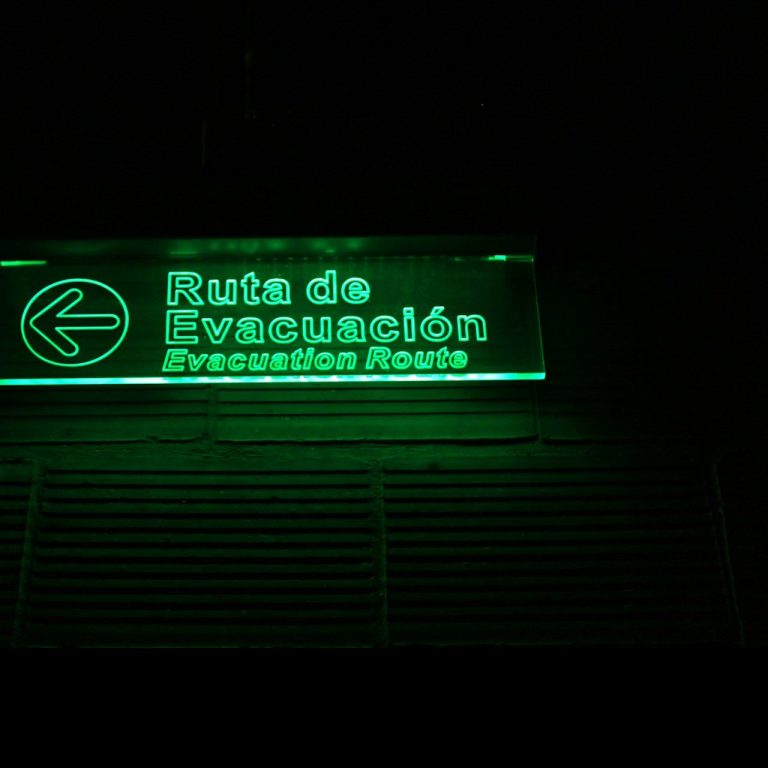 Ruta de
Evacuación
Evacuation Route